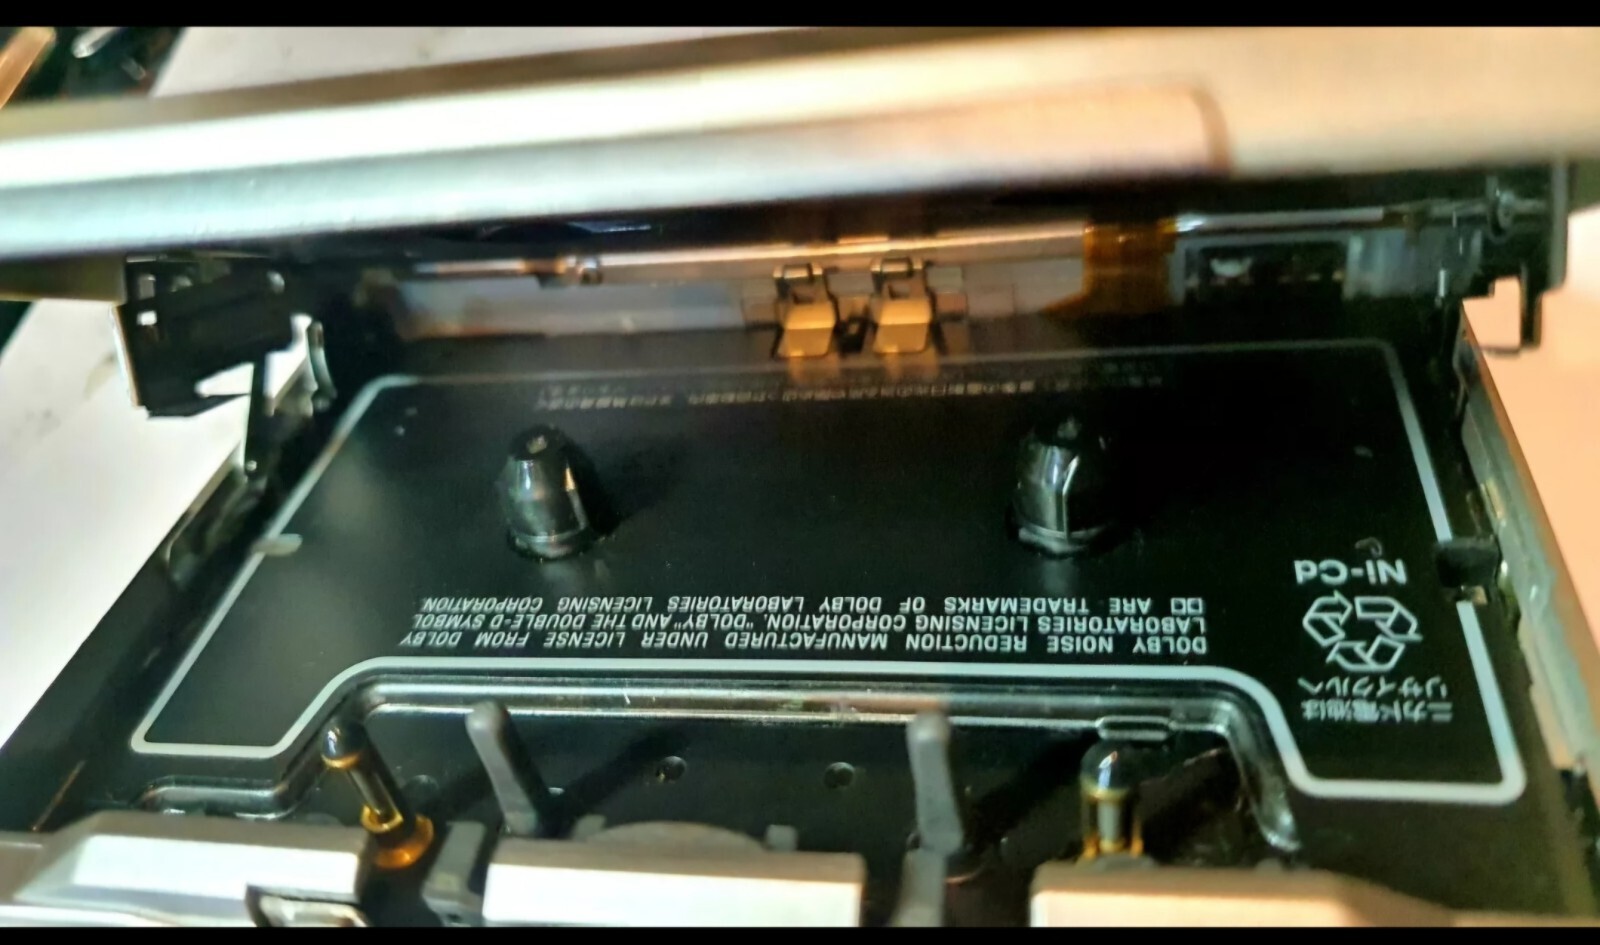 ニカド電池は
リサイクルへ
Ni-Cd
DOLBY NOISE REDUCTION MANUFACTURED UNDER LICENSE FROM DOLBY
LABORATORIES LICENSING CORPORATION. "DOLBY" AND THE DOUBLE-D SYMBOL
ARE TRADEMARKS OF DOLBY LABORATORIES LICENSING CORPORATION.